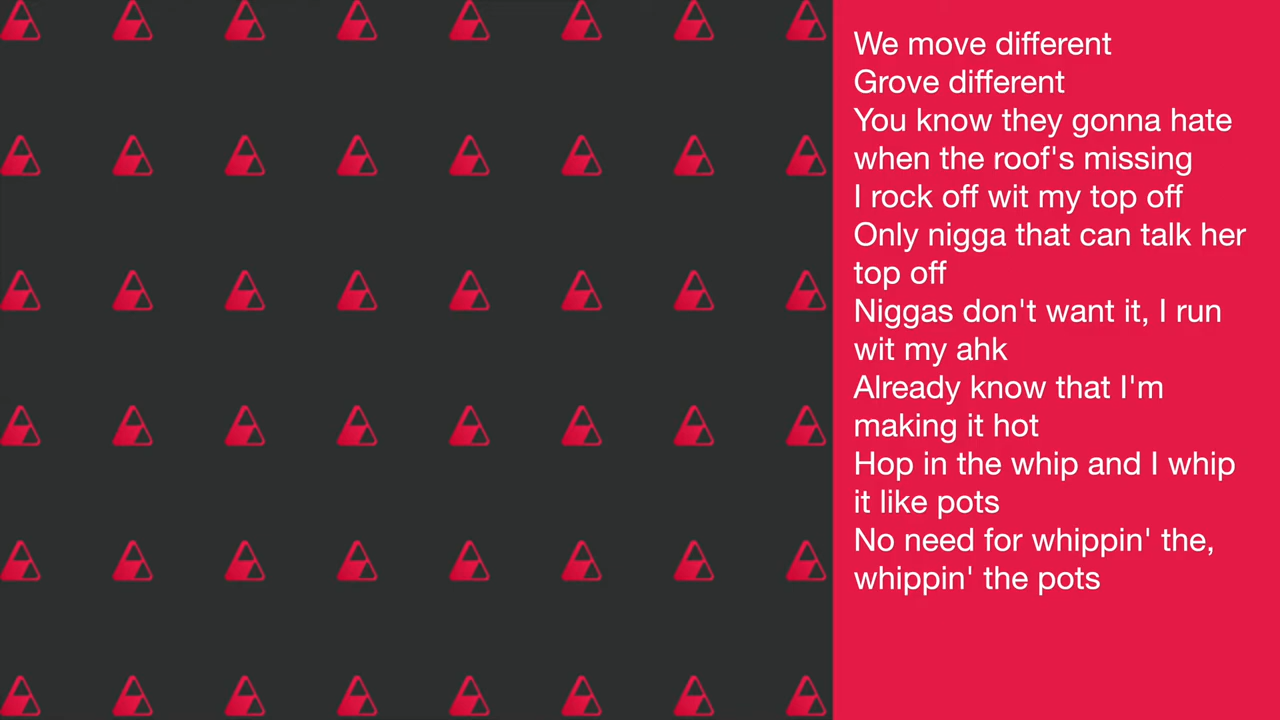 We move different
Grove different
You know they gonna hate
when the roof's missing
I rock off wit my top off
Only nigga that can talk her
top off
Niggas don't want it, I run
wit my ahk
Already know that I'm
making it hot
Hop in the whip and I whip
it like pots
No need for whippin' the,
whippin' the pots